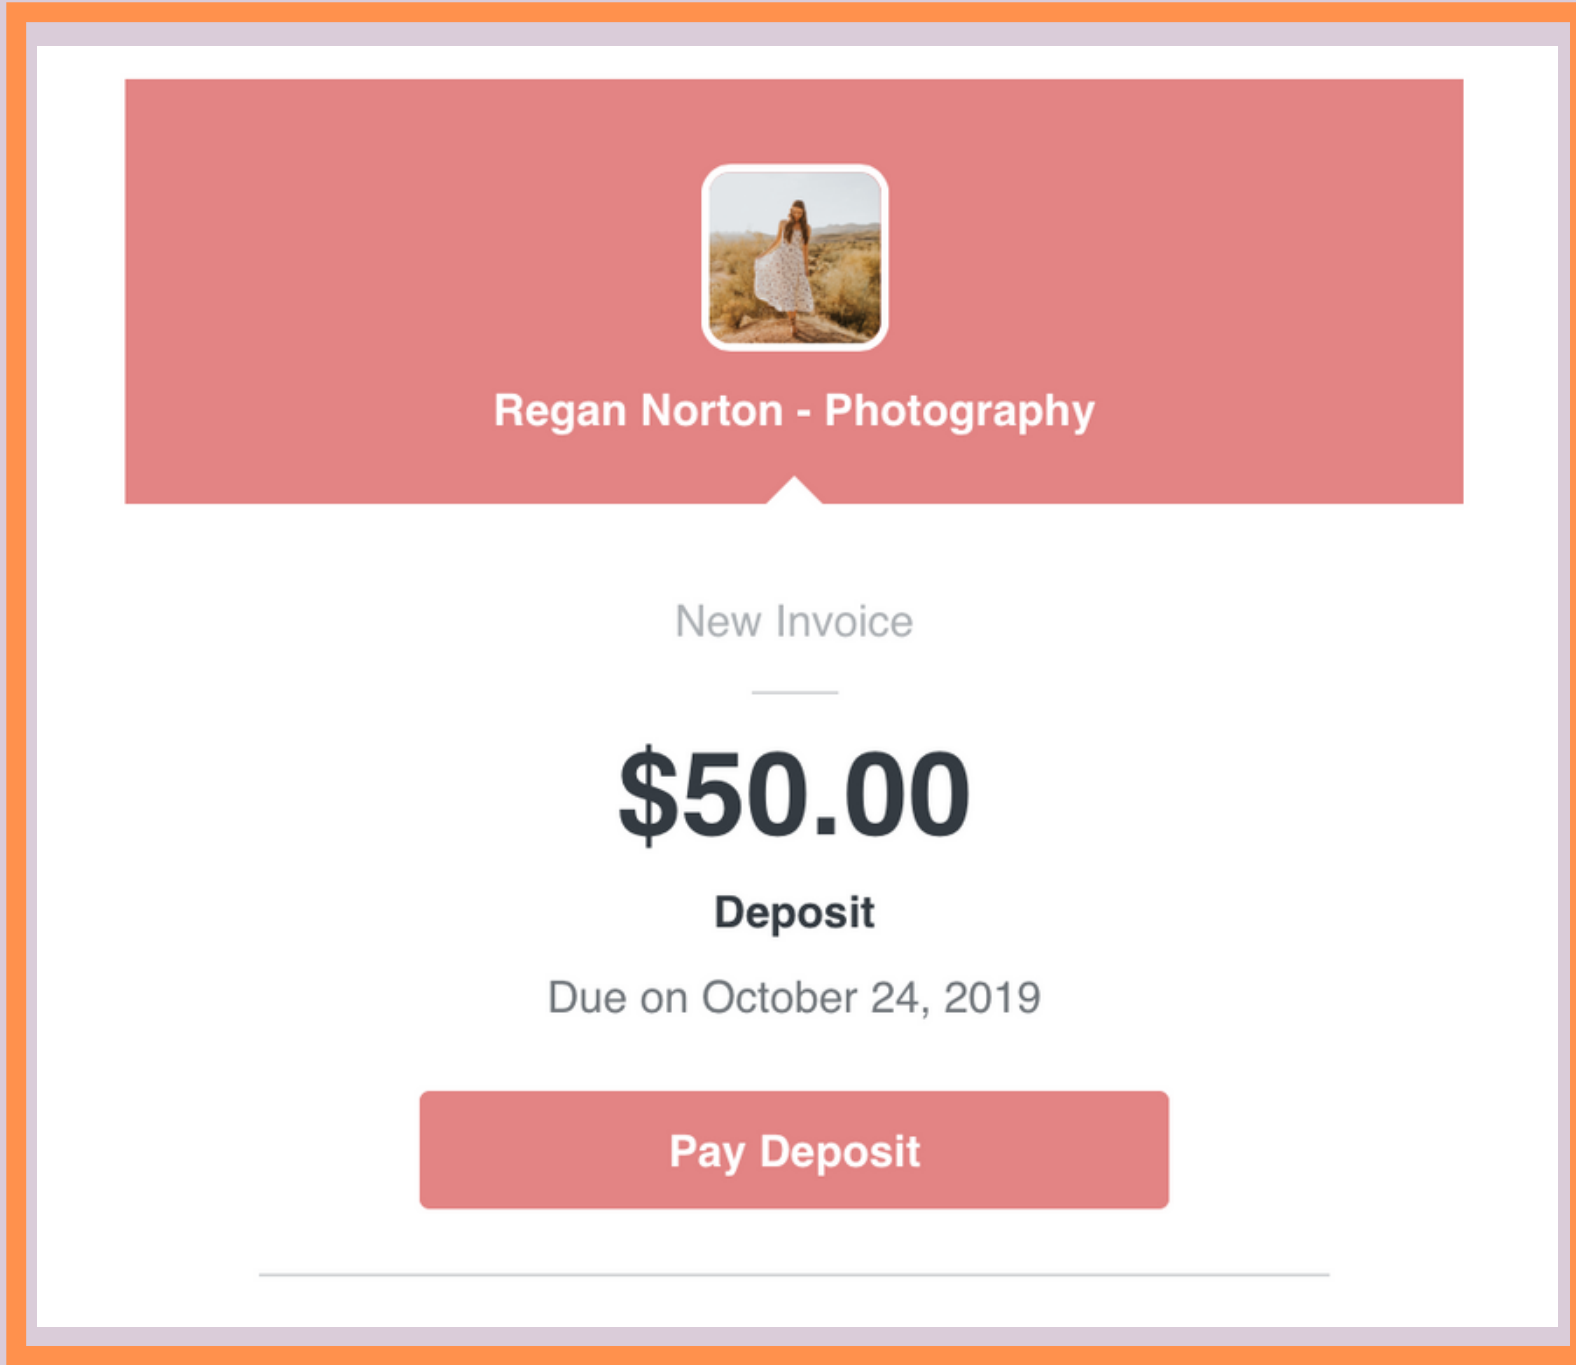 Regan Norton - Photography
New Invoice
$50.00
Deposit
Due on October 24, 2019
Pay Deposit